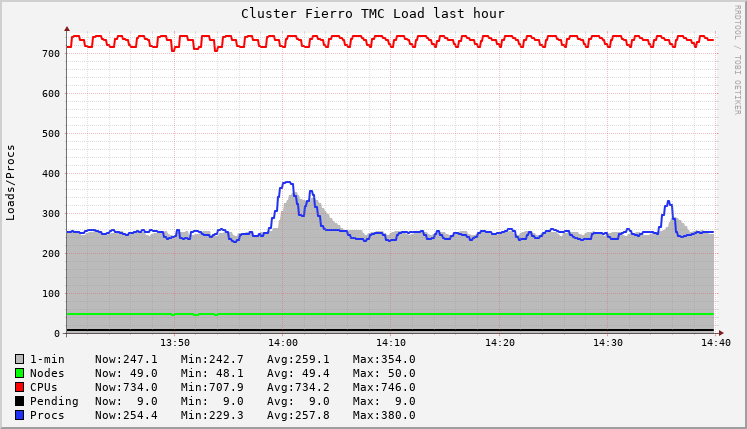 Cluster Fierro TMC Load last hour
RRDTOOL / TOBI OETIKER
Loads/Procs
700
600
500
400
300
200
100
0
13:50 14:00 14:10 14:20 14:30 14:40
1-min Now:247.1 Min:242.7 Avg:259.1 Max:354.0
Nodes Now: 49.0 Min: 48.1 Avg: 49.4 Max: 50.0
CPUs Now:734.0 Min:707.9 Avg:734.2 Max:746.0
Pending Now: 9.0 Min: 9.0 Avg: 9.0 Max: 9.0
Procs Now:254.4 Min:229.3 Avg:257.8 Max:380.0